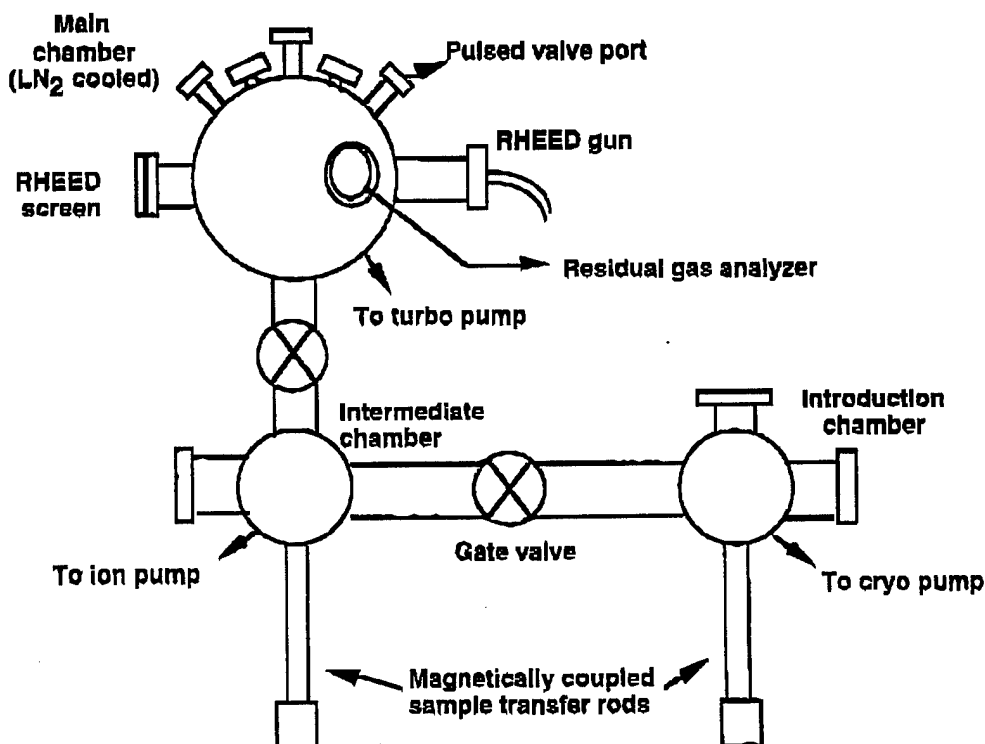 Main
chamber
(LN2 cooled)
Pulsed valve port
RHEED gun
RHEED
screen
Residual gas analyzer
To turbo pump
Intermediate
chamber
Introduction
chamber
Gate valve
To ion pump
To cryo pump
Magnetically coupled
sample transfer rods